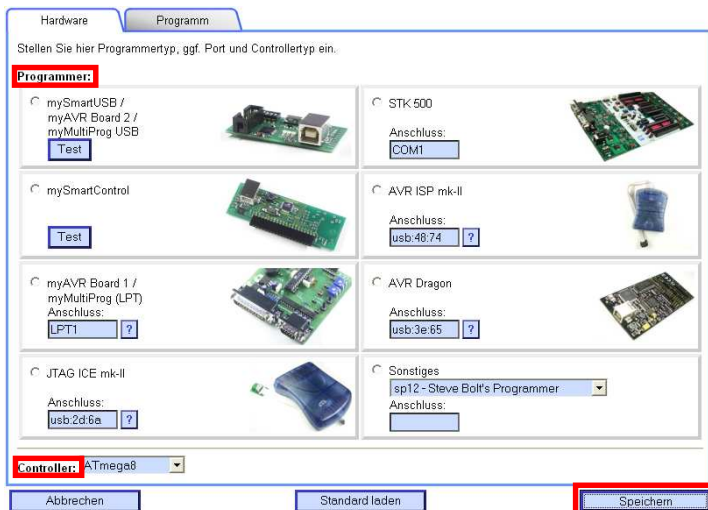 Hardware
Programm
Stellen Sie hier Programmertyp, ggf. Port und Controllertyp ein.
Programmer:
mySmartUSB /
myAVR Board 2 /
myMultiProg USB
Test
STK 500
Anschluss:
COM1
mySmartControl
Test
AVR ISP mk-II
Anschluss:
usb:48:74 ?
myAVR Board 1 /
myMultiProg (LPT)
Anschluss:
LPT1 ?
AVR Dragon
Anschluss:
usb:3e:65 ?
JTAG ICE mk-II
Anschluss:
usb:2d:6a ?
Sonstiges
sp12 - Steve Bolt's Programmer
Anschluss:
Controller: ATmega8
Abbrechen
Standard laden
Speichern